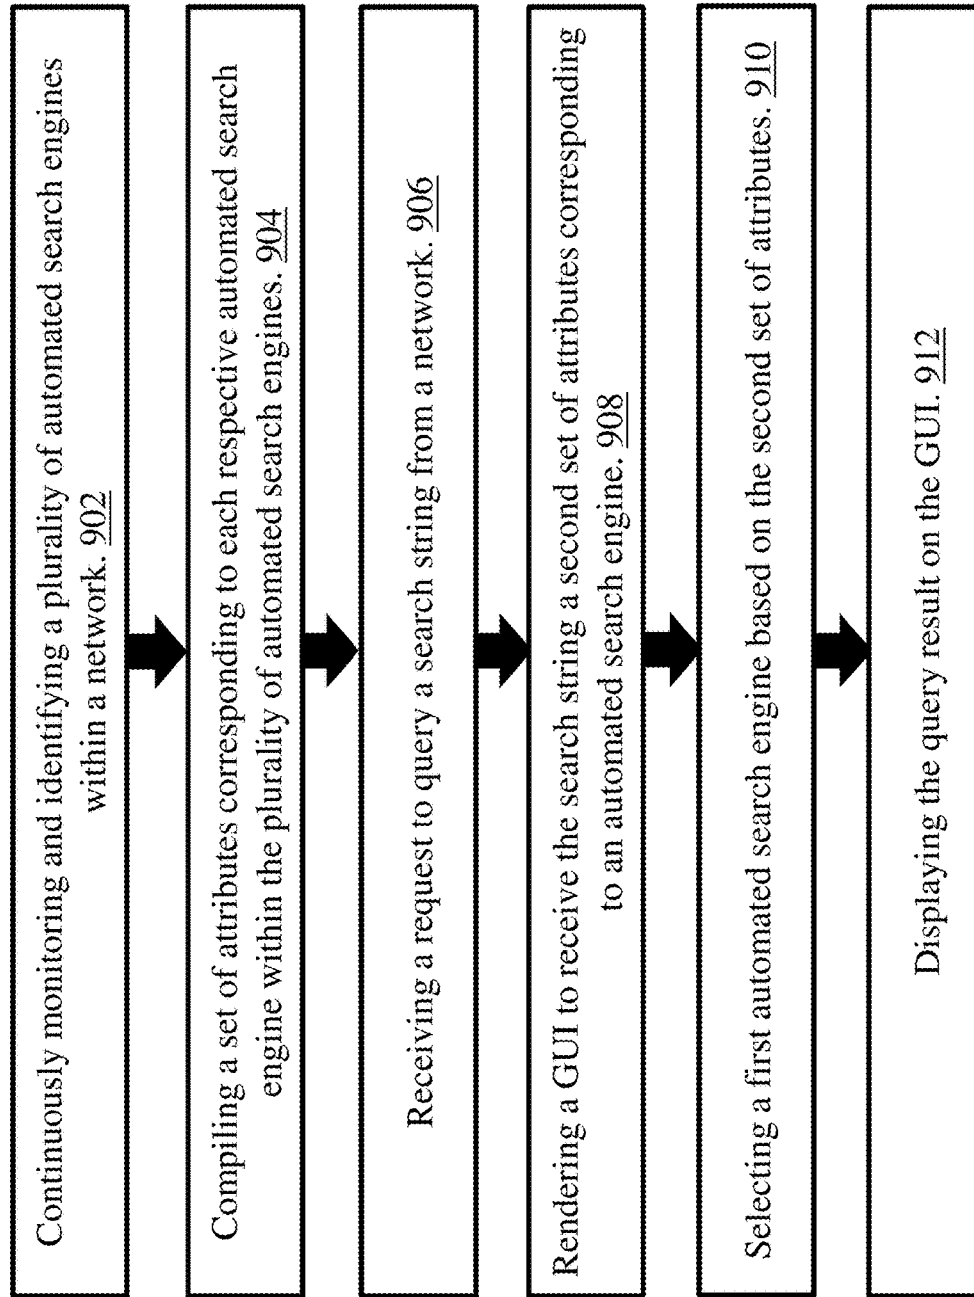 Continuously monitoring and identifying a plurality of automated search engines
within a network. 902
Compiling a set of attributes corresponding to each respective automated search
engine within the plurality of automated search engines. 904
Receiving a request to query a search string from a network. 906
Rendering a GUI to receive the search string a second set of attributes corresponding
to an automated search engine. 908
Selecting a first automated search engine based on the second set of attributes. 910
Displaying the query result on the GUI. 912